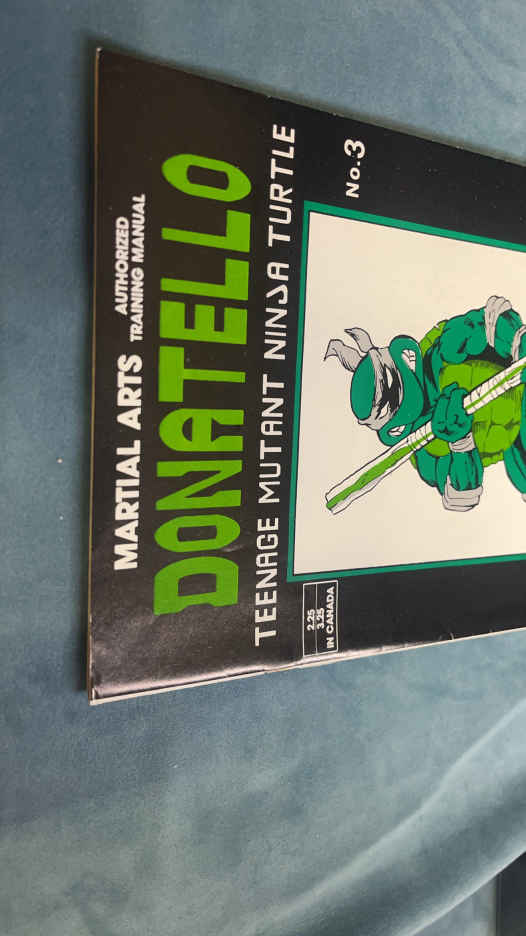 MARTIAL ARTS
AUTHORIZED
TRAINING MANUAL
DONATELLO
TEENAGE MUTANT NINJA TURTLE
No.3
2.25
3.25
IN CANADA